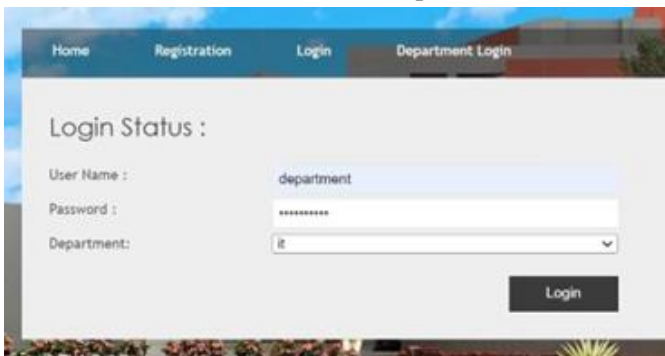 Home Registration Login Department Login
Login Status :
User Name : department
Password : ••••••••••
Department: it
Login